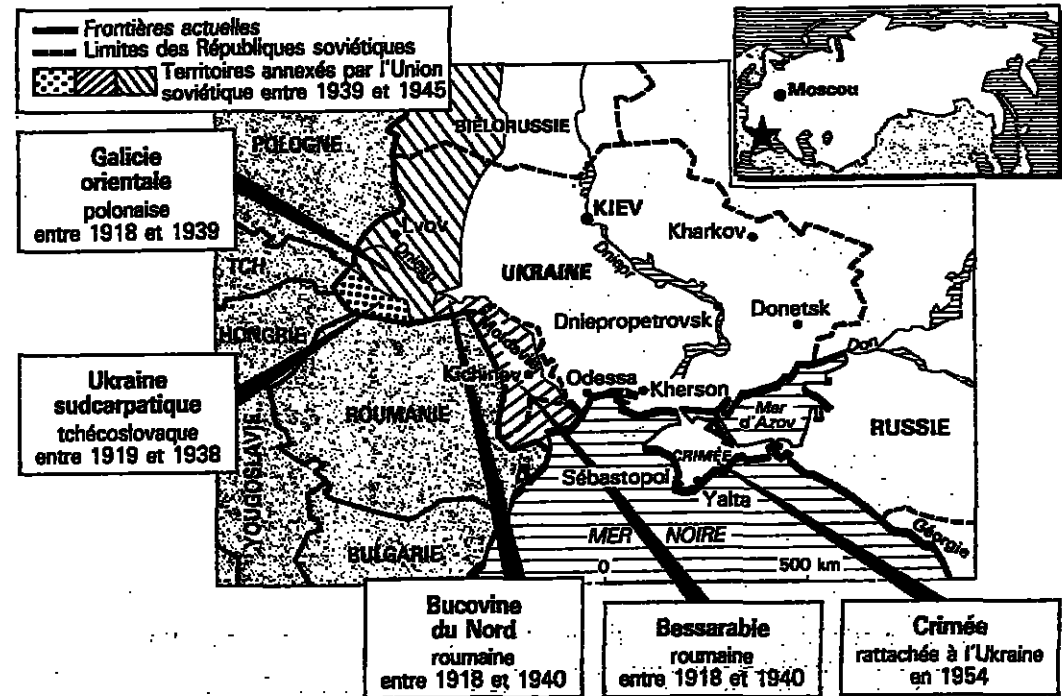 Frontières actuelles
Limites des Républiques soviétiques
Territoires annexés par l'Union
soviétique entre 1939 et 1945
Moscou
Galicie
orientale
polonaise
entre 1918 et 1939
Ukraine
sudcarpatique
tchécoslovaque
entre 1919 et 1938
POLOGNE
BIÉLORUSSIE
Lvov
Dniestr
KIEV
Kharkov
TCH
UKRAINE
Dniepr
HONGRIE
Dniepropetrovsk
Donetsk
Don
Moldavie
Kichinev
Odessa
Kherson
Mer
d'Azov
ROUMANIE
RUSSIE
CRIMÉE
Sébastopol
Yalta
YOUGOSLAVIE
MER NOIRE
Géorgie
BULGARIE
0 500 km
Bucovine
du Nord
roumaine
entre 1918 et 1940
Bessarabie
roumaine
entre 1918 et 1940
Crimée
rattachée à l'Ukraine
en 1954